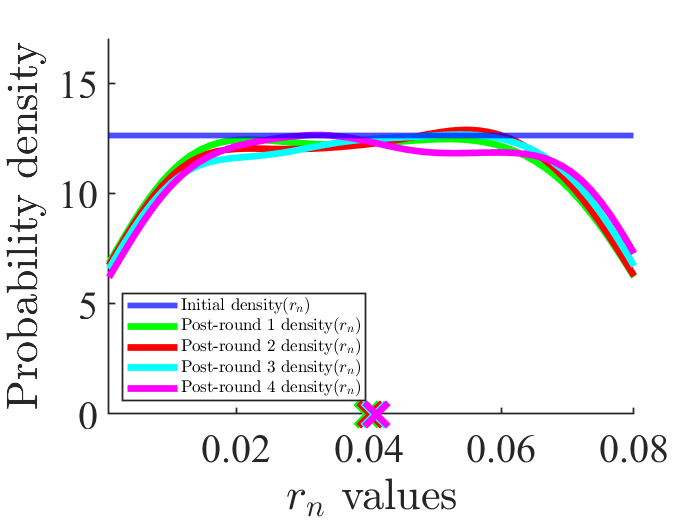 Probability density
15
10
5
0
Initial density(r_n)
Post-round 1 density(r_n)
Post-round 2 density(r_n)
Post-round 3 density(r_n)
Post-round 4 density(r_n)
0.02 0.04 0.06 0.08
r_n values